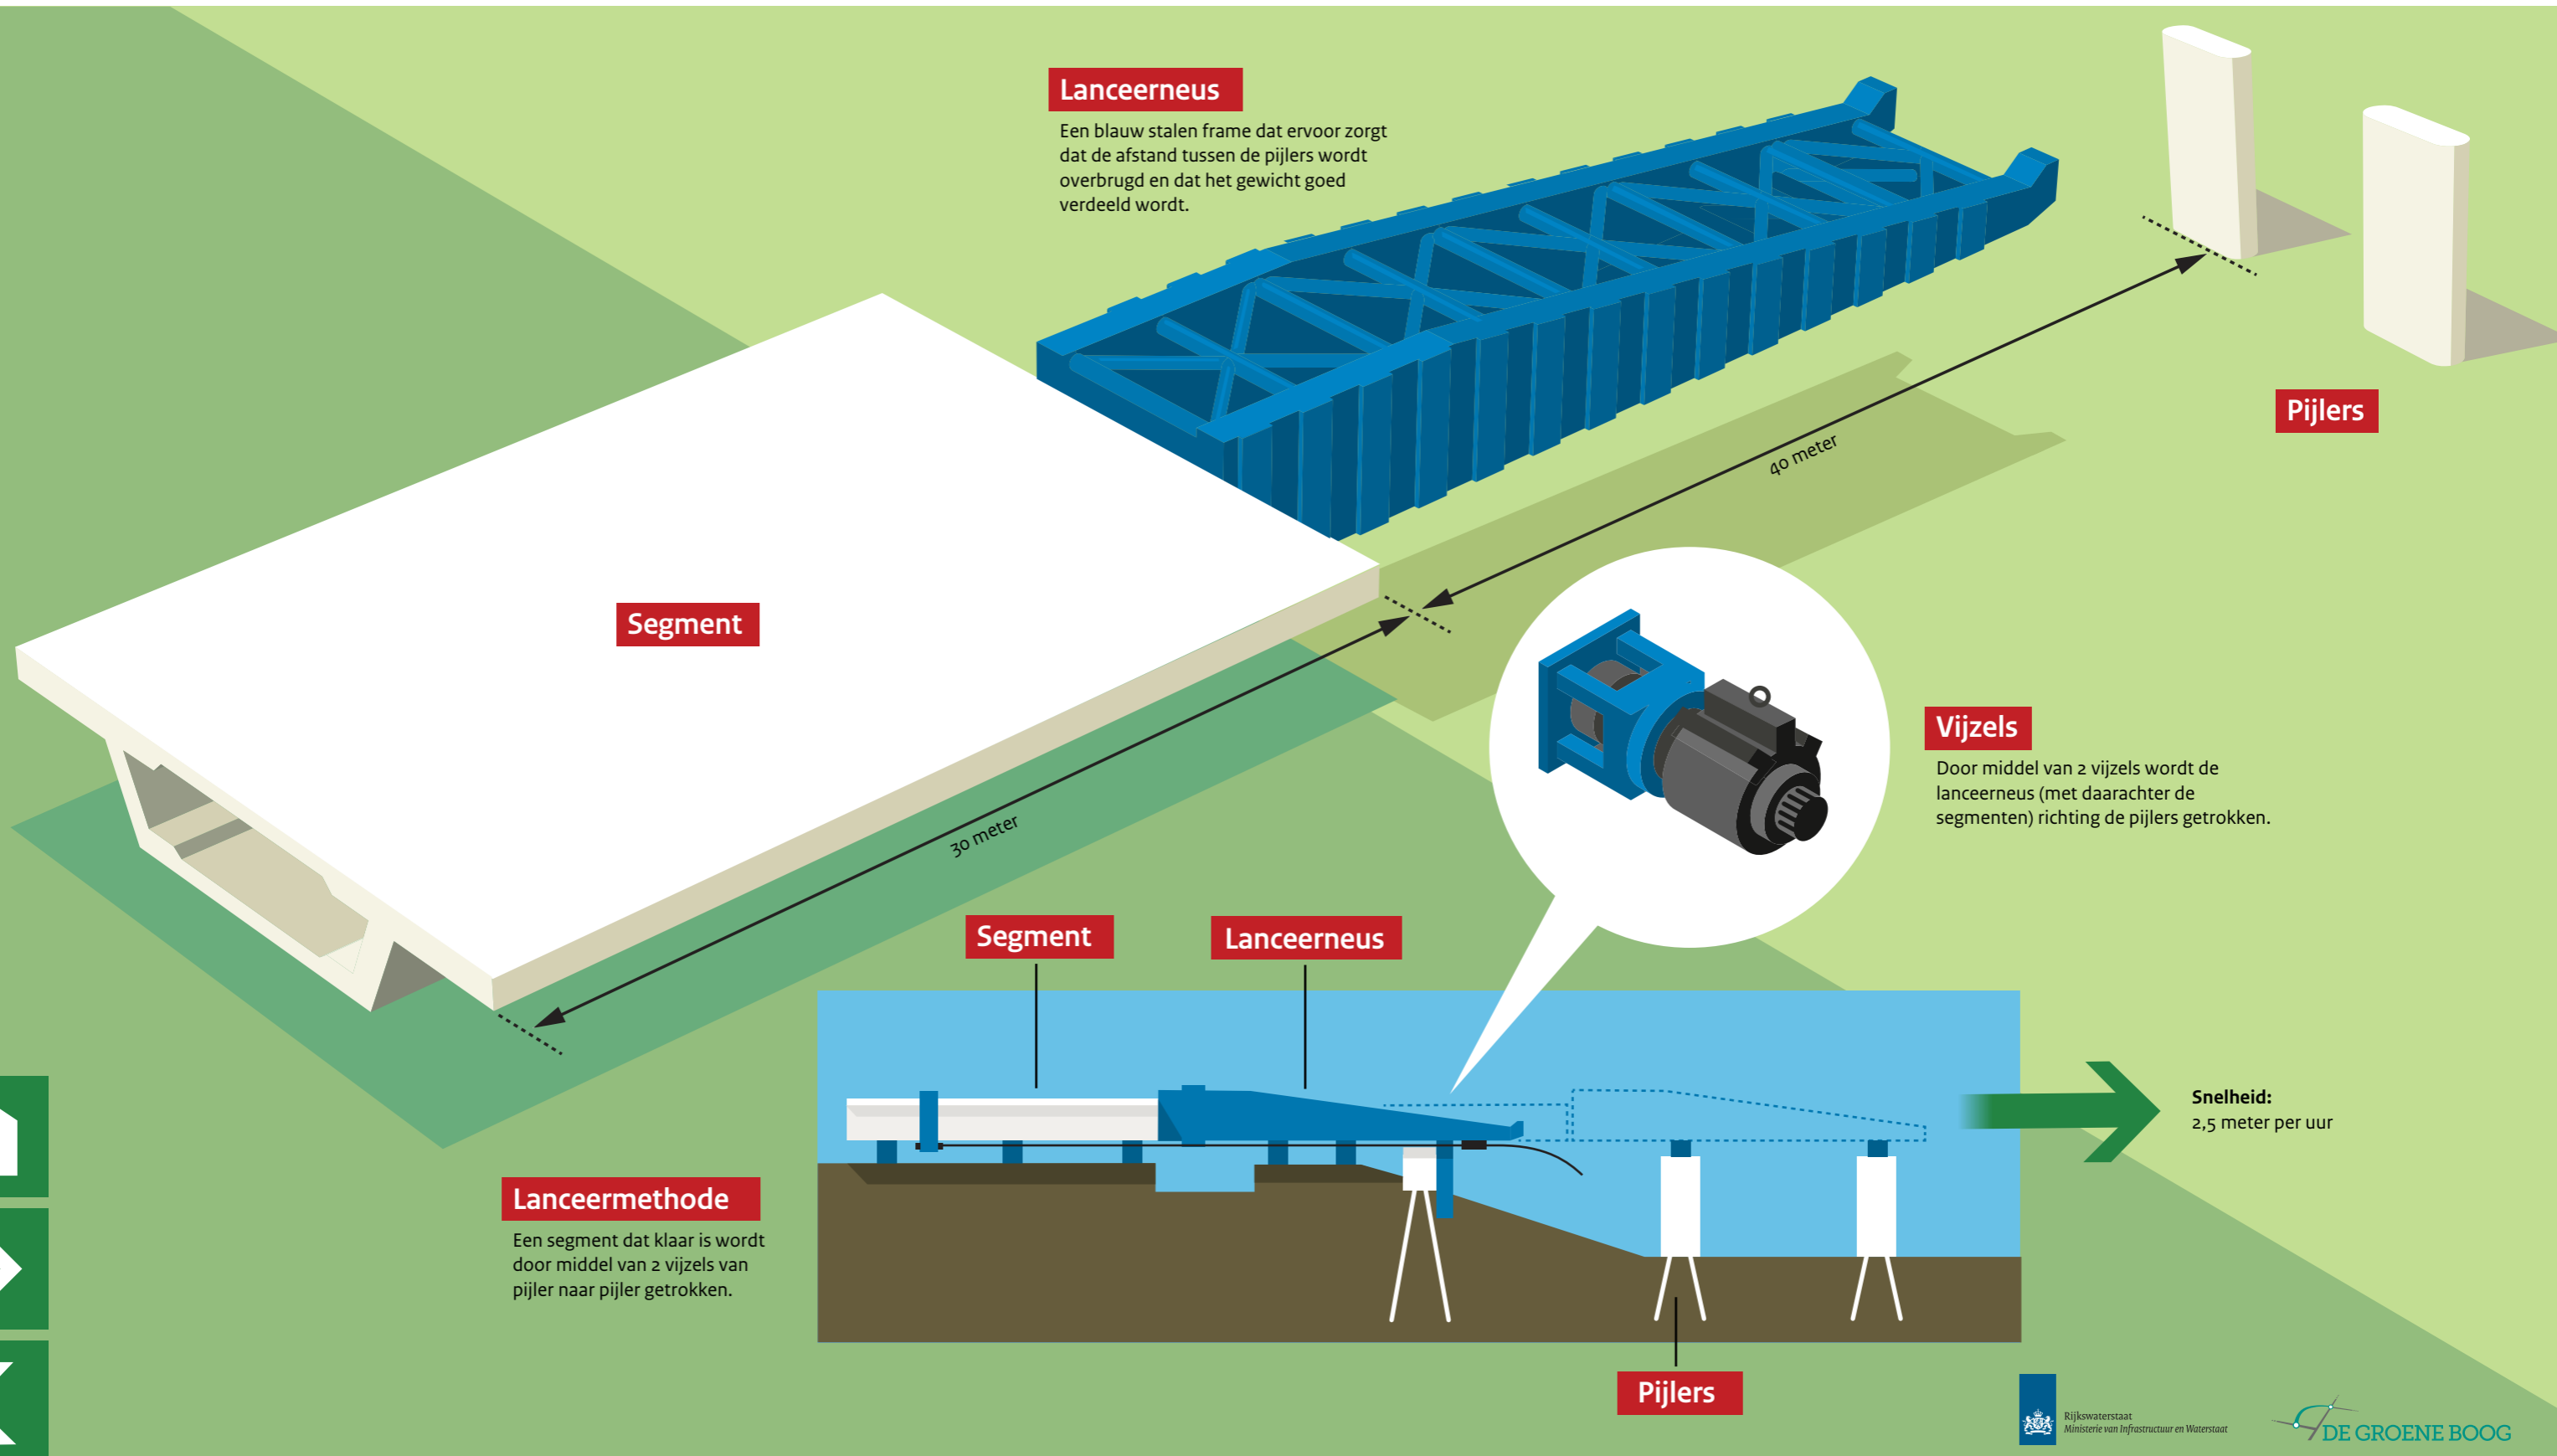 Lanceerneus
Een blauw stalen frame dat ervoor zorgt
dat de afstand tussen de pijlers wordt
overbrugd en dat het gewicht goed
verdeeld wordt.
Pijlers
40 meter
Segment
Vijzels
Door middel van 2 vijzels wordt de
lanceerneus (met daarachter de
segmenten) richting de pijlers getrokken.
30 meter
Segment
Lanceerneus
Snelheid:
2,5 meter per uur
Lanceermethode
Een segment dat klaar is wordt
door middel van 2 vijzels van
pijler naar pijler getrokken.
Pijlers
Rijkswaterstaat
Ministerie van Infrastructuur en Waterstaat
DE GROENE BOOG